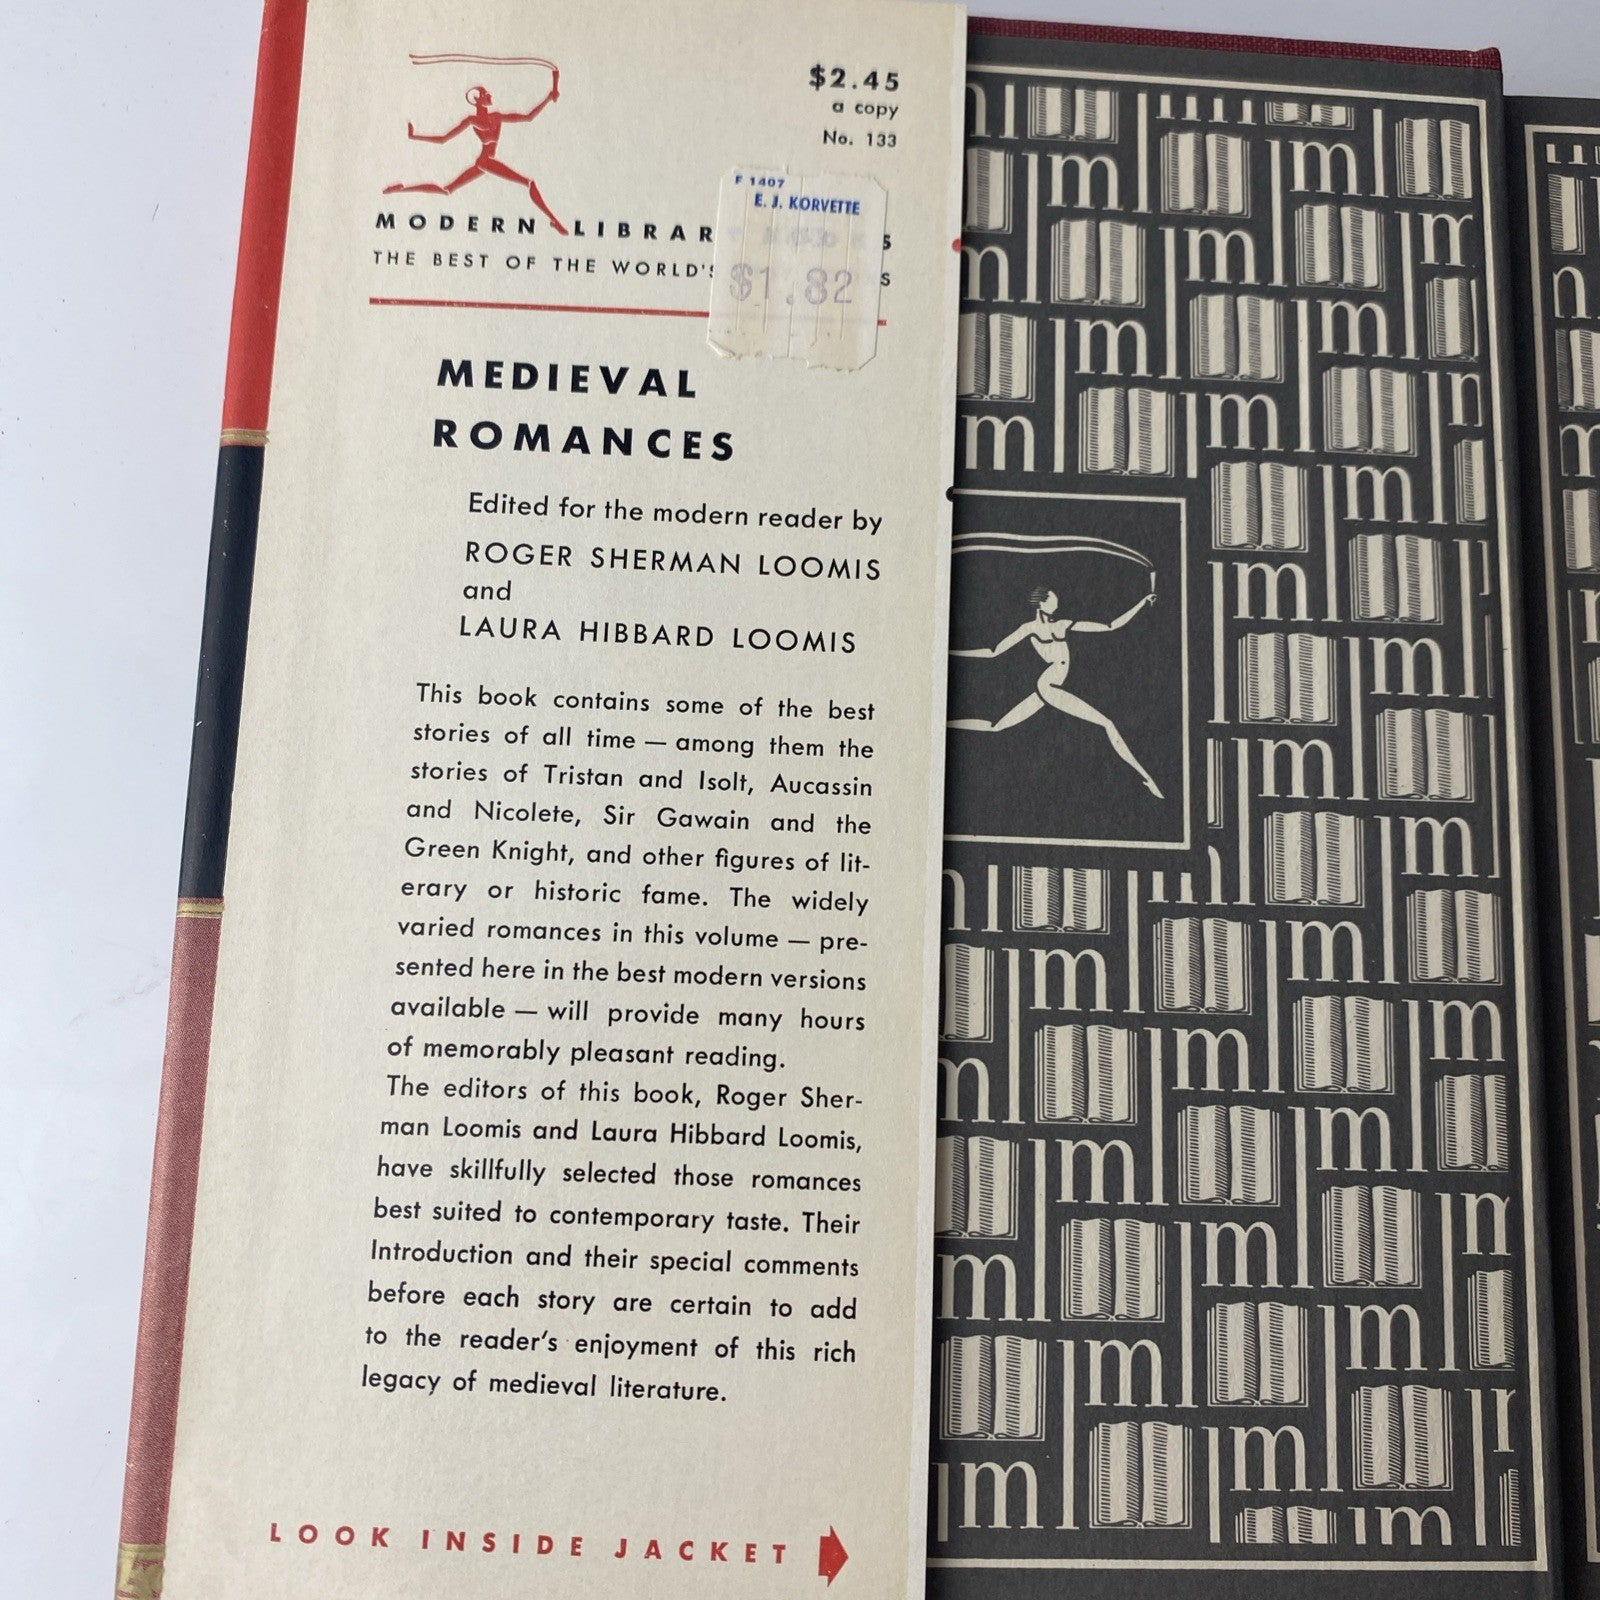 $2.45
a copy
No. 133
F 1407
E. J. KORVETTE
$1.82
MODERN LIBRAR S
THE BEST OF THE WORLD'S S
MEDIEVAL
ROMANCES
Edited for the modern reader by
ROGER SHERMAN LOOMIS
and
LAURA HIBBARD LOOMIS
This book contains some of the best
stories of all time — among them the
stories of Tristan and Isolt, Aucassin
and Nicolete, Sir Gawain and the
Green Knight, and other figures of lit-
erary or historic fame. The widely
varied romances in this volume — pre-
sented here in the best modern versions
available — will provide many hours
of memorably pleasant reading.
The editors of this book, Roger Sher-
man Loomis and Laura Hibbard Loomis,
have skillfully selected those romances
best suited to contemporary taste. Their
Introduction and their special comments
before each story are certain to add
to the reader's enjoyment of this rich
legacy of medieval literature.
LOOK INSIDE JACKET